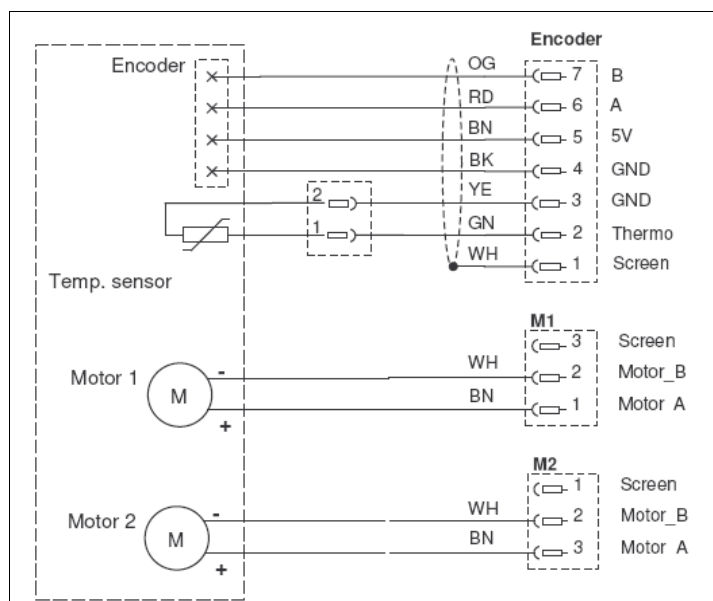 Encoder
Encoder
OG 7 B
RD 6 A
BN 5 5V
BK 4 GND
2 YE 3 GND
1 GN 2 Thermo
WH 1 Screen
Temp. sensor
M1
3 Screen
Motor 1 - WH 2 Motor_B
M
BN 1 Motor A
+
M2
1 Screen
Motor 2 - WH 2 Motor_B
M
BN 3 Motor A
+